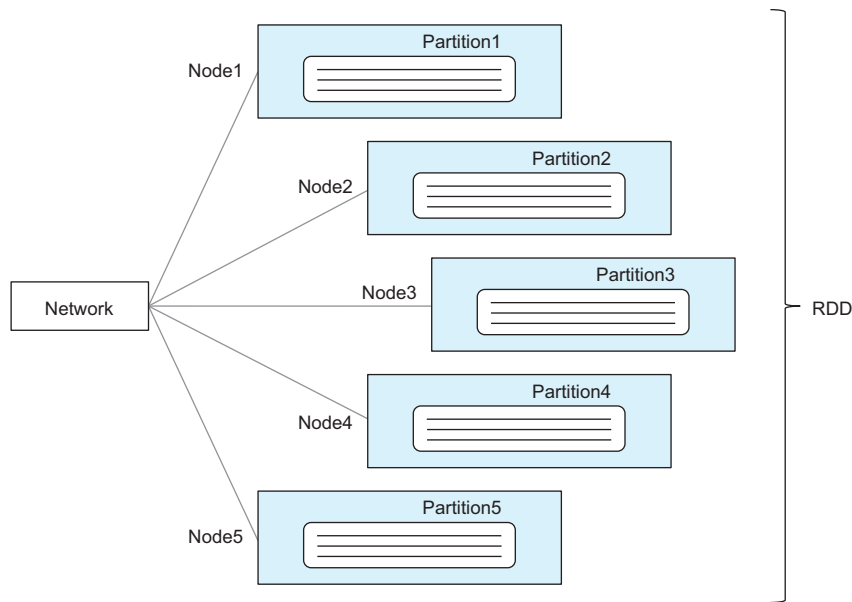 Partition1
Node1
Partition2
Node2
Partition3
Node3
Network
RDD
Partition4
Node4
Partition5
Node5